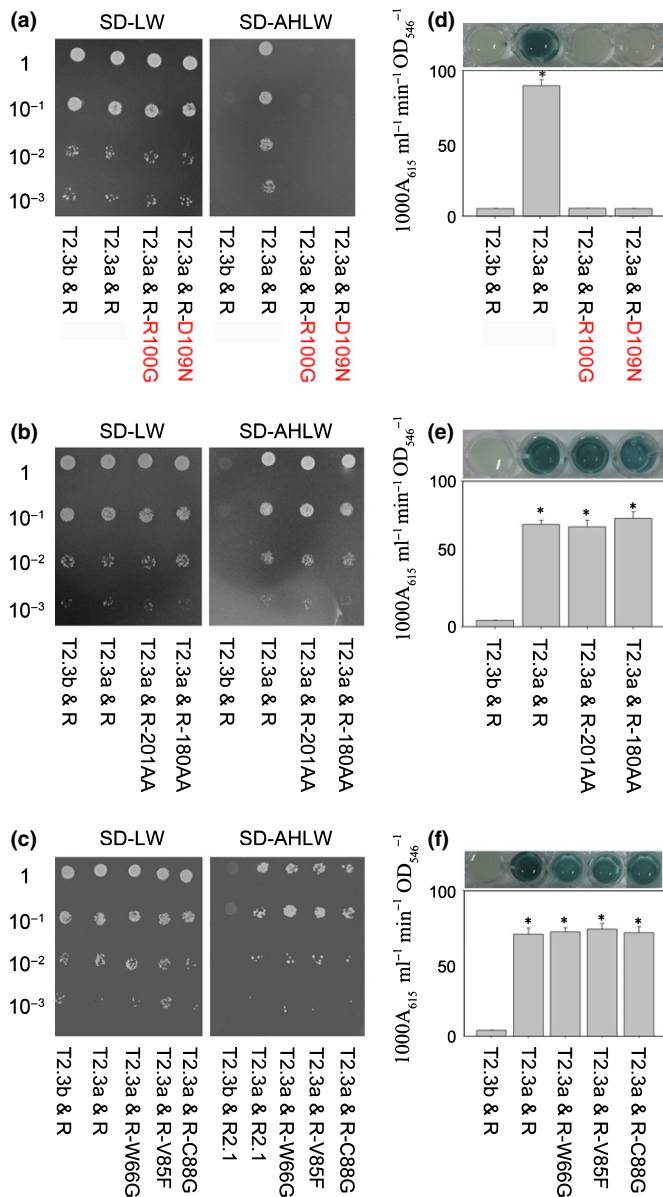 (a)
SD-LW
SD-AHLW
1
10⁻¹
10⁻²
10⁻³
T2.3b & R
T2.3a & R
T2.3a & R-R100G
T2.3a & R-D109N
T2.3b & R
T2.3a & R
T2.3a & R-R100G
T2.3a & R-D109N
(d)
1000A₆₁₅ ml⁻¹ min⁻¹ OD₅₄₆⁻¹
100
50
0
*
T2.3b & R
T2.3a & R
T2.3a & R-R100G
T2.3a & R-D109N
(b)
SD-LW
SD-AHLW
1
10⁻¹
10⁻²
10⁻³
T2.3b & R
T2.3a & R
T2.3a & R-201AA
T2.3a & R-180AA
T2.3b & R
T2.3a & R
T2.3a & R-201AA
T2.3a & R-180AA
(e)
1000A₆₁₅ ml⁻¹ min⁻¹ OD₅₄₆⁻¹
100
50
0
* * *
T2.3b & R
T2.3a & R
T2.3a & R-201AA
T2.3a & R-180AA
(c)
SD-LW
SD-AHLW
1
10⁻¹
10⁻²
10⁻³
T2.3b & R
T2.3a & R
T2.3a & R-W66G
T2.3a & R-V85F
T2.3a & R-C88G
T2.3b & R2.1
T2.3a & R2.1
T2.3a & R-W66G
T2.3a & R-V85F
T2.3a & R-C88G
(f)
1000A₆₁₅ ml⁻¹ min⁻¹ OD₅₄₆⁻¹
100
50
0
* * * *
T2.3b & R
T2.3a & R
T2.3a & R-W66G
T2.3a & R-V85F
T2.3a & R-C88G